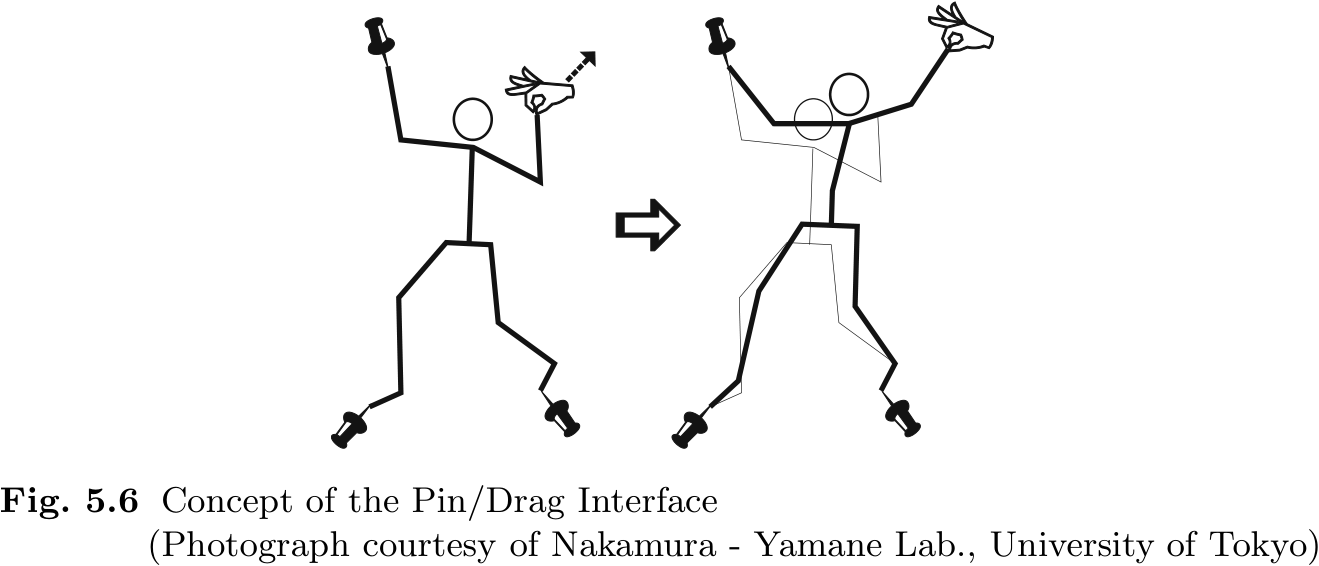 Fig. 5.6 Concept of the Pin/Drag Interface
(Photograph courtesy of Nakamura - Yamane Lab., University of Tokyo)